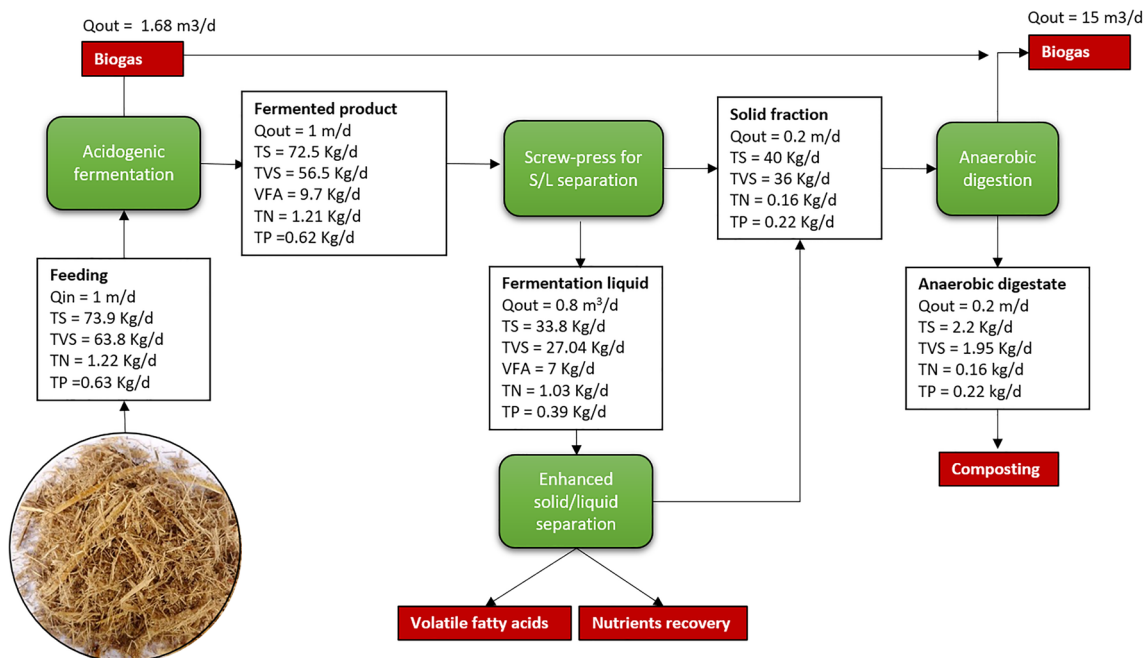 Qout =  1.68 m3/d
Biogas
Qout = 15 m3/d
Biogas
Acidogenic
fermentation
Fermented product
Qout = 1 m/d
TS = 72.5 Kg/d
TVS = 56.5 Kg/d
VFA = 9.7 Kg/d
TN = 1.21 Kg/d
TP =0.62 Kg/d
Screw-press for
S/L separation
Solid fraction
Qout = 0.2 m/d
TS = 40 Kg/d
TVS = 36 Kg/d
TN = 0.16 Kg/d
TP = 0.22 Kg/d
Anaerobic
digestion
Feeding
Qin = 1 m/d
TS = 73.9 Kg/d
TVS = 63.8 Kg/d
TN = 1.22 Kg/d
TP =0.63 Kg/d
Fermentation liquid
Qout = 0.8 m³/d
TS = 33.8 Kg/d
TVS = 27.04 Kg/d
VFA = 7 Kg/d
TN = 1.03 Kg/d
TP = 0.39 Kg/d
Anaerobic digestate
Qout = 0.2 m/d
TS = 2.2 Kg/d
TVS = 1.95 Kg/d
TN = 0.16 kg/d
TP = 0.22 kg/d
Enhanced
solid/liquid
separation
Composting
Volatile fatty acids
Nutrients recovery